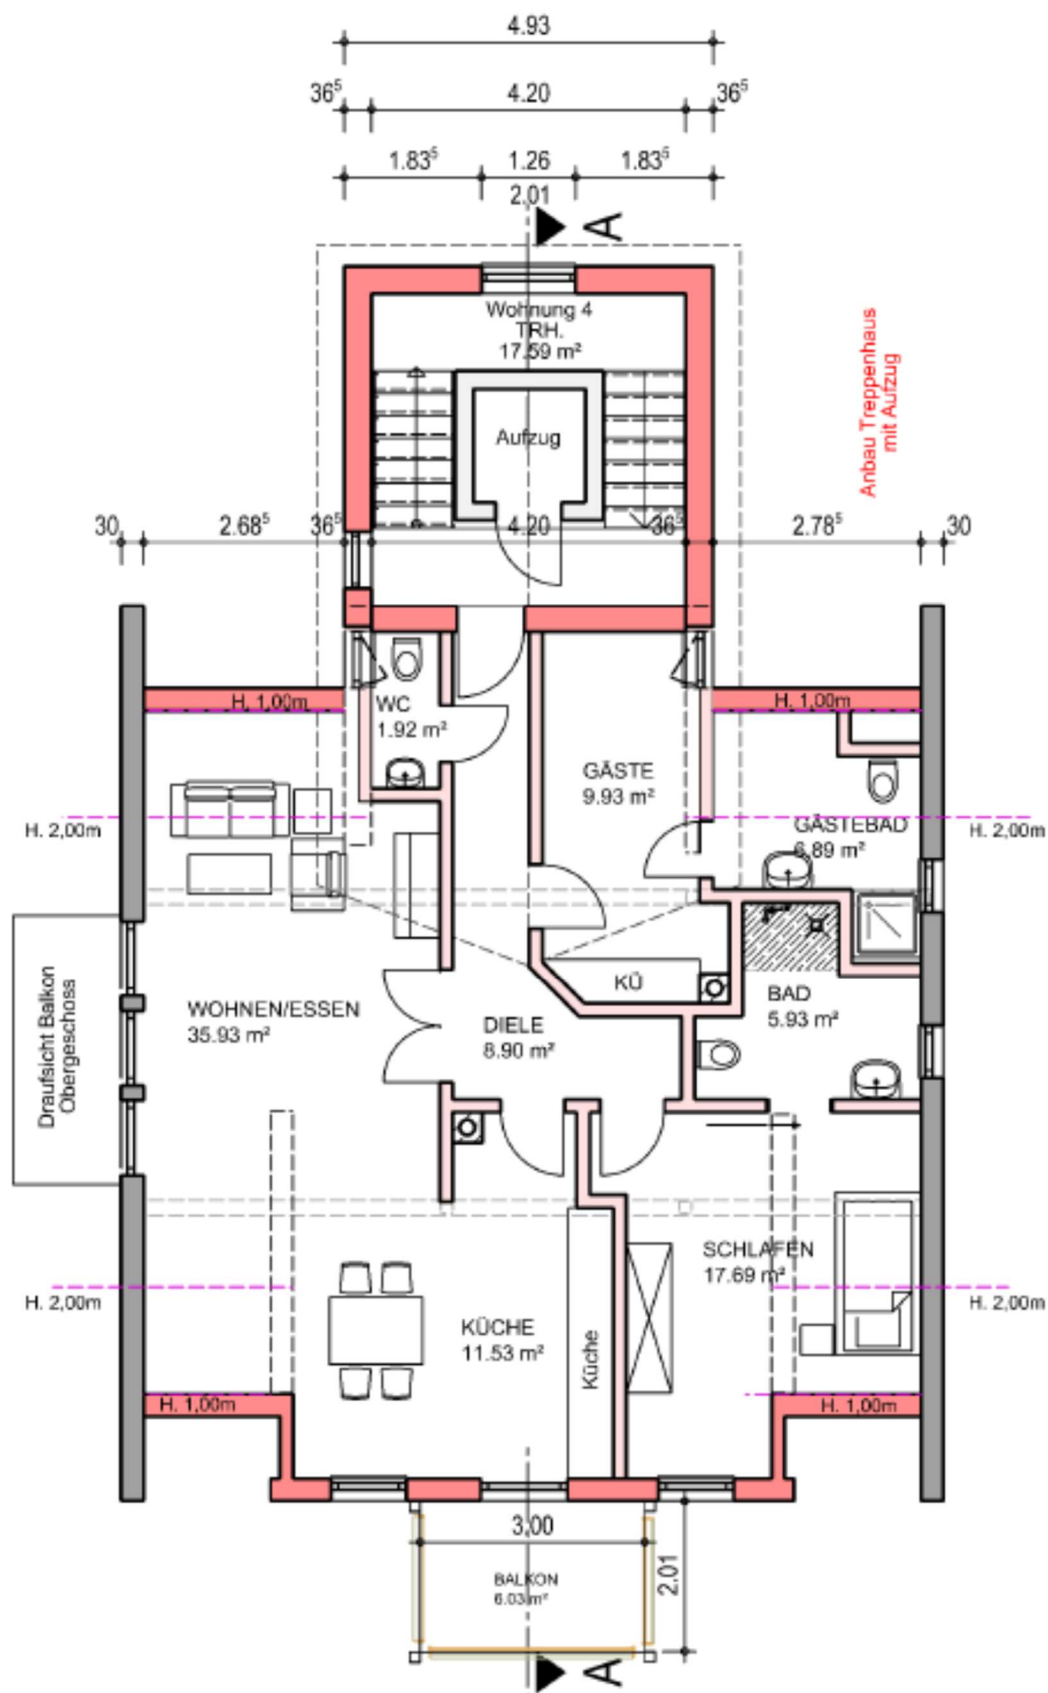 4.93
36⁵ 4.20 36⁵
1.83⁵ 1.26 1.83⁵
2.01
A
Wohnung 4
TRH.
17.59 m²
Anbau Treppenhaus
mit Aufzug
Aufzug
30 2.68⁵ 36⁵ 4.20 36⁵ 2.78⁵ 30
H. 1,00m H. 1,00m
WC
1.92 m²
GÄSTE
9.93 m²
H. 2,00m
GÄSTEBAD
6.89 m²
H. 2,00m
Draufsicht Balkon
Obergeschoss
WOHNEN/ESSEN
35.93 m²
KÜ
DIELE
8.90 m²
BAD
5.93 m²
SCHLAFEN
17.69 m²
H. 2,00m
H. 2,00m
KÜCHE
11.53 m²
Küche
H. 1,00m H. 1,00m
3.00
2.01
BALKON
6.03 m²
A